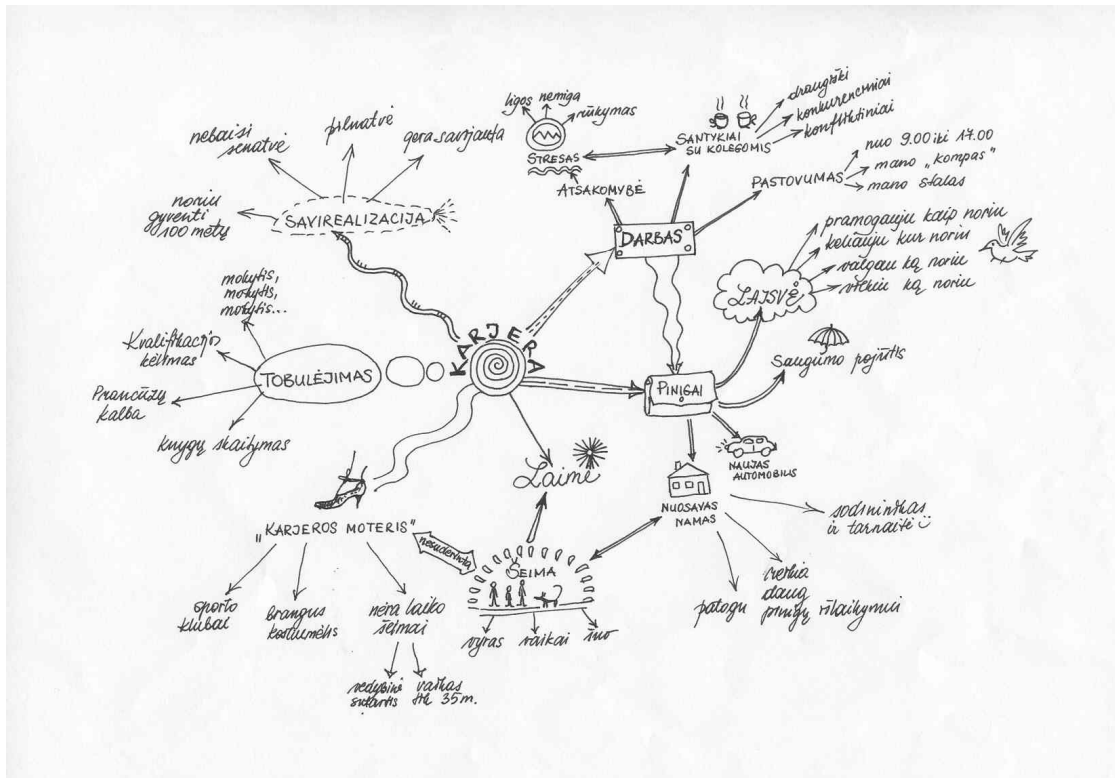 ligos nemiga
rūkymas
STRESAS
ATSAKOMYBĖ
SANTYKIAI
SU KOLEGOMIS
draugiški
konkurenciniai
konfliktiniai
PASTOVUMAS
nuo 9.00 iki 17.00
mano „kompas"
mano stalas
DARBAS
nebaisi
senatvė
pilnatvė
gera savijauta
noriu
gyventi
100 metų
SAVIREALIZACIJA
LAISVĖ
pramogauju kaip noriu
keliauju kur noriu
valgau ką noriu
velkiu ką noriu
mokytis,
mokytis,
mokytis...
Kvalifikacijos
kėlimas
Prancūzų
kalba
knygų skaitymas
TOBULĖJIMAS
KARJERA
PINIGAI
Saugumo pojūtis
NAUJAS
AUTOMOBILIS
NUOSAVAS
NAMAS
sodininkas
ir tarnaitė
patogu
reikia
daug
pinigų išlaikymui
Laimė
„KARJEROS MOTERIS"
nesuderinta
ŠEIMA
vyras vaikai šuo
sporto
klubai
brangus
kostiumėlis
nėra laiko
šeimai
vedybinė
sutartis
vaikas
tik 35 m.